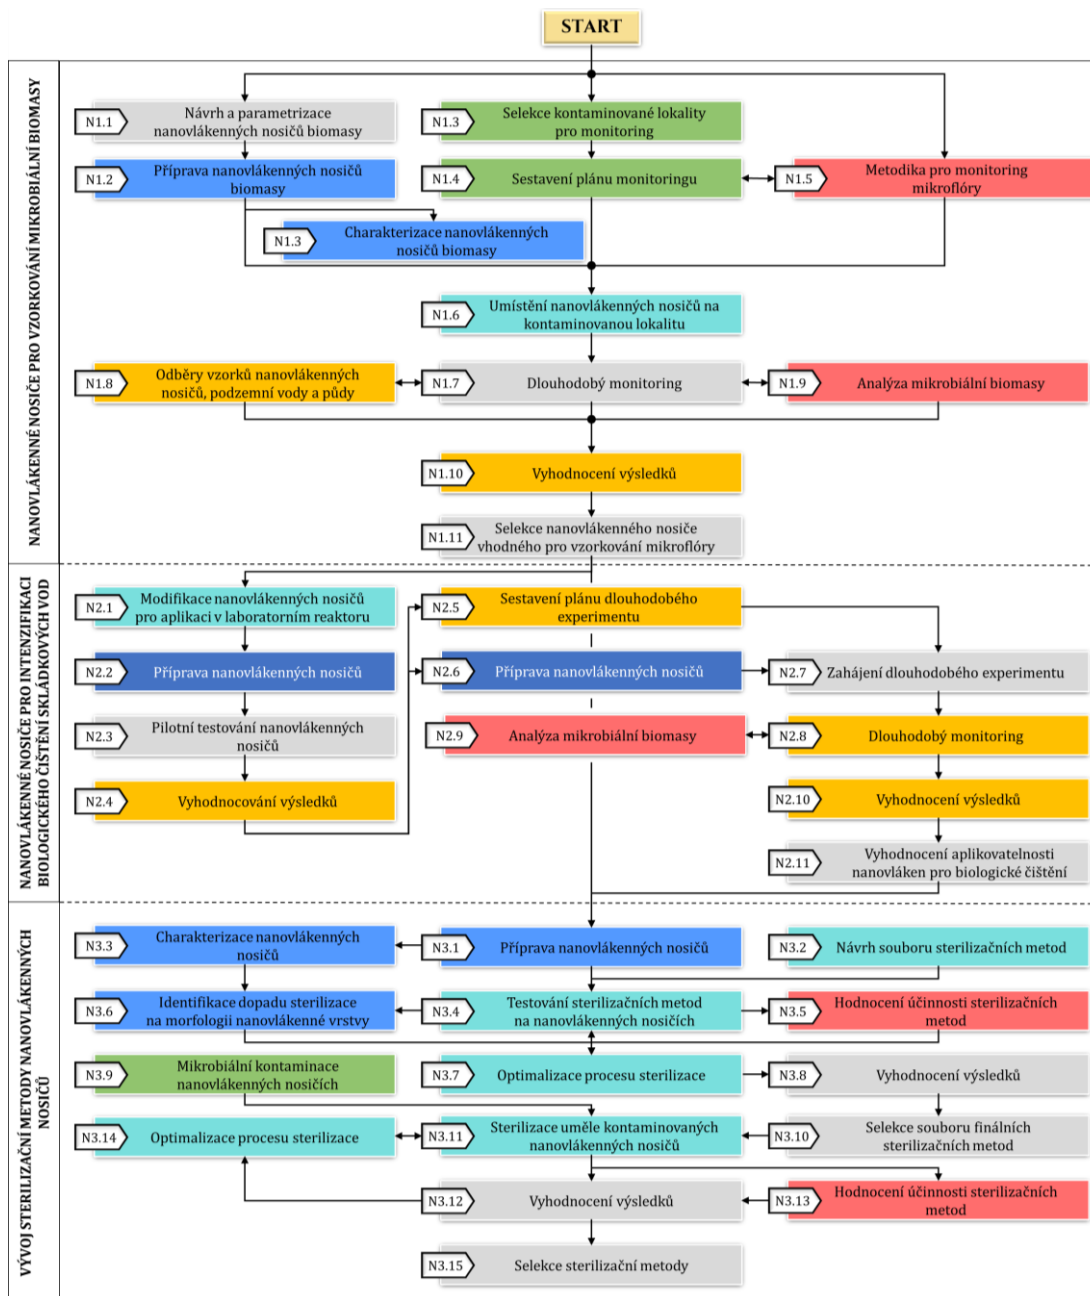 START
NANOVLÁKENNÉ NOSIČE PRO VZORKOVÁNÍ MIKROBIÁLNÍ BIOMASY
N1.1
Návrh a parametrizace
nanovlákenných nosičů biomasy
N1.3
Selekce kontaminované lokality
pro monitoring
N1.2
Příprava nanovlákenných nosičů
biomasy
N1.4
Sestavení plánu monitoringu
N1.5
Metodika pro monitoring
mikroflóry
N1.3
Charakterizace nanovlákenných
nosičů biomasy
N1.6
Umístění nanovlákenných nosičů na
kontaminovanou lokalitu
N1.8
Odběry vzorků nanovlákenných
nosičů, podzemní vody a půdy
N1.7
Dlouhodobý monitoring
N1.9
Analýza mikrobiální biomasy
N1.10
Vyhodnocení výsledků
N1.11
Selekce nanovlákenného nosiče
vhodného pro vzorkování mikroflóry
NANOVLÁKENNÉ NOSIČE PRO INTENZIFIKACI
BIOLOGICKÉHO ČIŠTĚNÍ SKLÁDKOVÝCH VOD
N2.1
Modifikace nanovlákenných nosičů
pro aplikaci v laboratorním reaktoru
N2.5
Sestavení plánu dlouhodobého
experimentu
N2.2
Příprava nanovlákenných nosičů
N2.6
Příprava nanovlákenných nosičů
N2.7
Zahájení dlouhodobého experimentu
N2.3
Pilotní testování nanovlákenných
nosičů
N2.9
Analýza mikrobiální biomasy
N2.8
Dlouhodobý monitoring
N2.4
Vyhodnocování výsledků
N2.10
Vyhodnocení výsledků
N2.11
Vyhodnocení aplikovatelnosti
nanovláken pro biologické čištění
VÝVOJ STERILIZAČNÍ METODY NANOVLÁKENNÝCH
NOSIČŮ
N3.3
Charakterizace nanovlákenných
nosičů
N3.1
Příprava nanovlákenných nosičů
N3.2
Návrh souboru sterilizačních metod
N3.6
Identifikace dopadu sterilizace
na morfologii nanovlákenné vrstvy
N3.4
Testování sterilizačních metod
na nanovlákenných nosičích
N3.5
Hodnocení účinnosti sterilizačních
metod
N3.9
Mikrobiální kontaminace
nanovlákenných nosičích
N3.7
Optimalizace procesu sterilizace
N3.8
Vyhodnocení výsledků
N3.14
Optimalizace procesu sterilizace
N3.11
Sterilizace uměle kontaminovaných
nanovlákenných nosičů
N3.10
Selekce souboru finálních
sterilizačních metod
N3.12
Vyhodnocení výsledků
N3.13
Hodnocení účinnosti sterilizačních
metod
N3.15
Selekce sterilizační metody